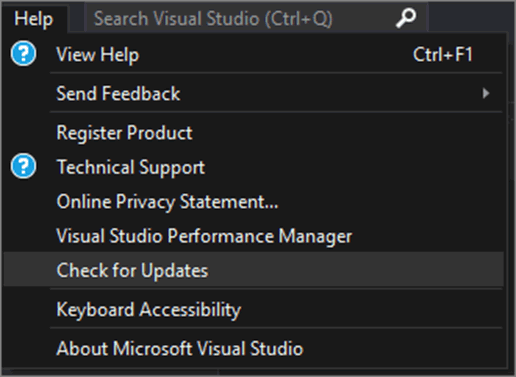 Help Search Visual Studio (Ctrl+Q)
? View Help Ctrl+F1
Send Feedback
Register Product
? Technical Support
Online Privacy Statement...
Visual Studio Performance Manager
Check for Updates
Keyboard Accessibility
About Microsoft Visual Studio